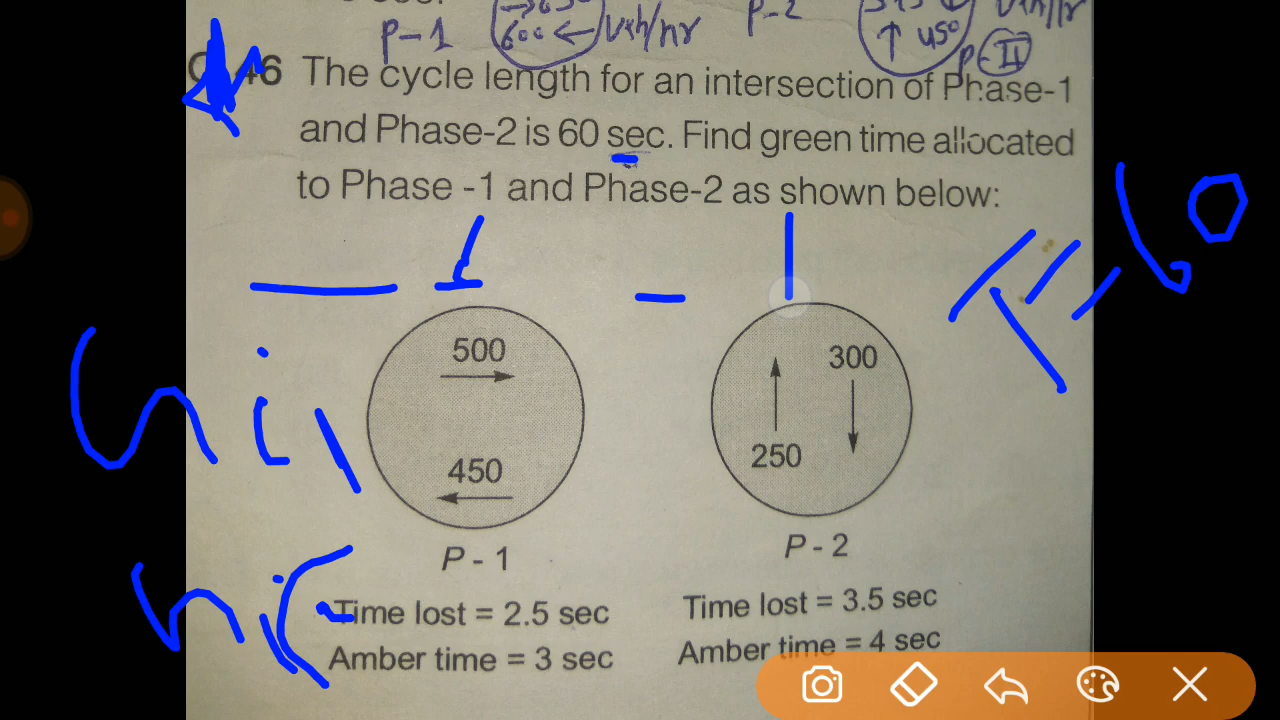 P-1 600 ← Veh/hr P-2 ↑ 450
P-II
46 The cycle length for an intersection of Phase-1
and Phase-2 is 60 sec. Find green time allocated
to Phase -1 and Phase-2 as shown below:
60
500
300
450
250
P - 1
P - 2
Time lost = 2.5 sec
Time lost = 3.5 sec
Amber time = 3 sec
Amber time = 4 sec